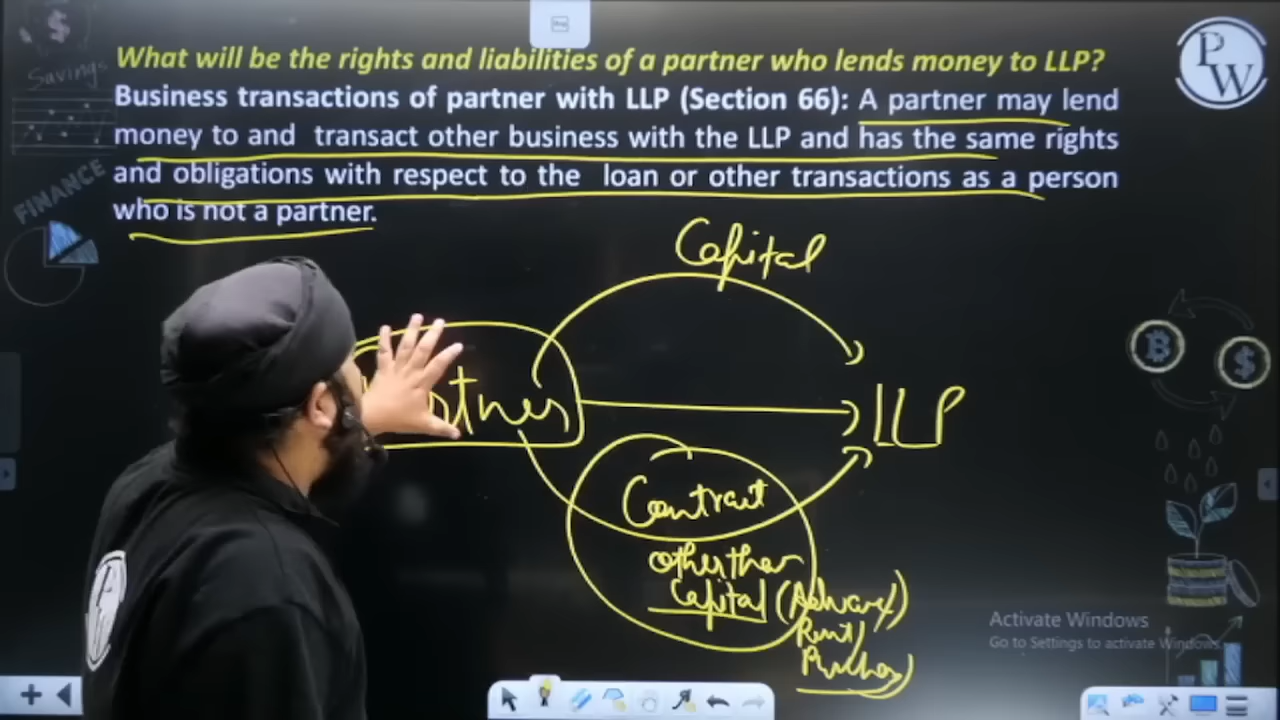 What will be the rights and liabilities of a partner who lends money to LLP?
Business transactions of partner with LLP (Section 66): A partner may lend
money to and transact other business with the LLP and has the same rights
and obligations with respect to the loan or other transactions as a person
who is not a partner.
Savings
FINANCE
PW
Capital
LLP
Contract
other than
Capital (Advance)
Rent
Purchase
Activate Windows
Go to Settings to activate Windows.